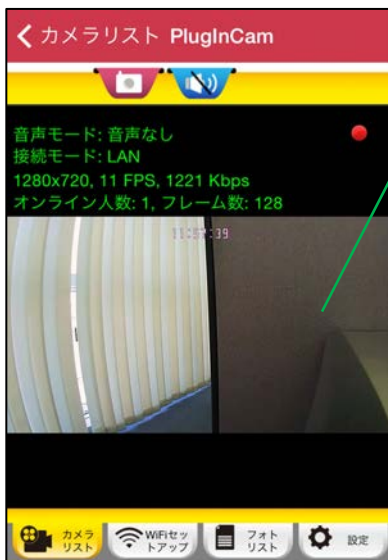 カメラリスト PlugInCam
音声モード: 音声なし
接続モード: LAN
1280x720, 11 FPS, 1221 Kbps
オンライン人数: 1, フレーム数: 128
11:57:39
カメラ
リスト
WiFiセッ
トアップ
フォト
リスト
設定